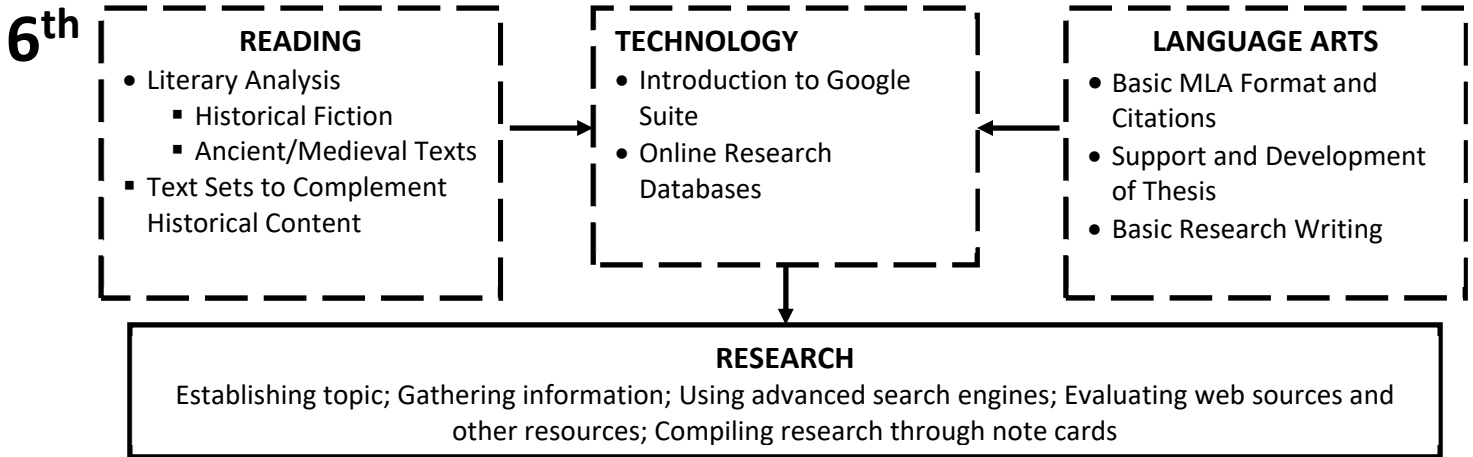 6th
READING
• Literary Analysis
▪ Historical Fiction
▪ Ancient/Medieval Texts
▪ Text Sets to Complement
Historical Content
TECHNOLOGY
• Introduction to Google
Suite
• Online Research
Databases
LANGUAGE ARTS
• Basic MLA Format and
Citations
• Support and Development
of Thesis
• Basic Research Writing
RESEARCH
Establishing topic; Gathering information; Using advanced search engines; Evaluating web sources and
other resources; Compiling research through note cards